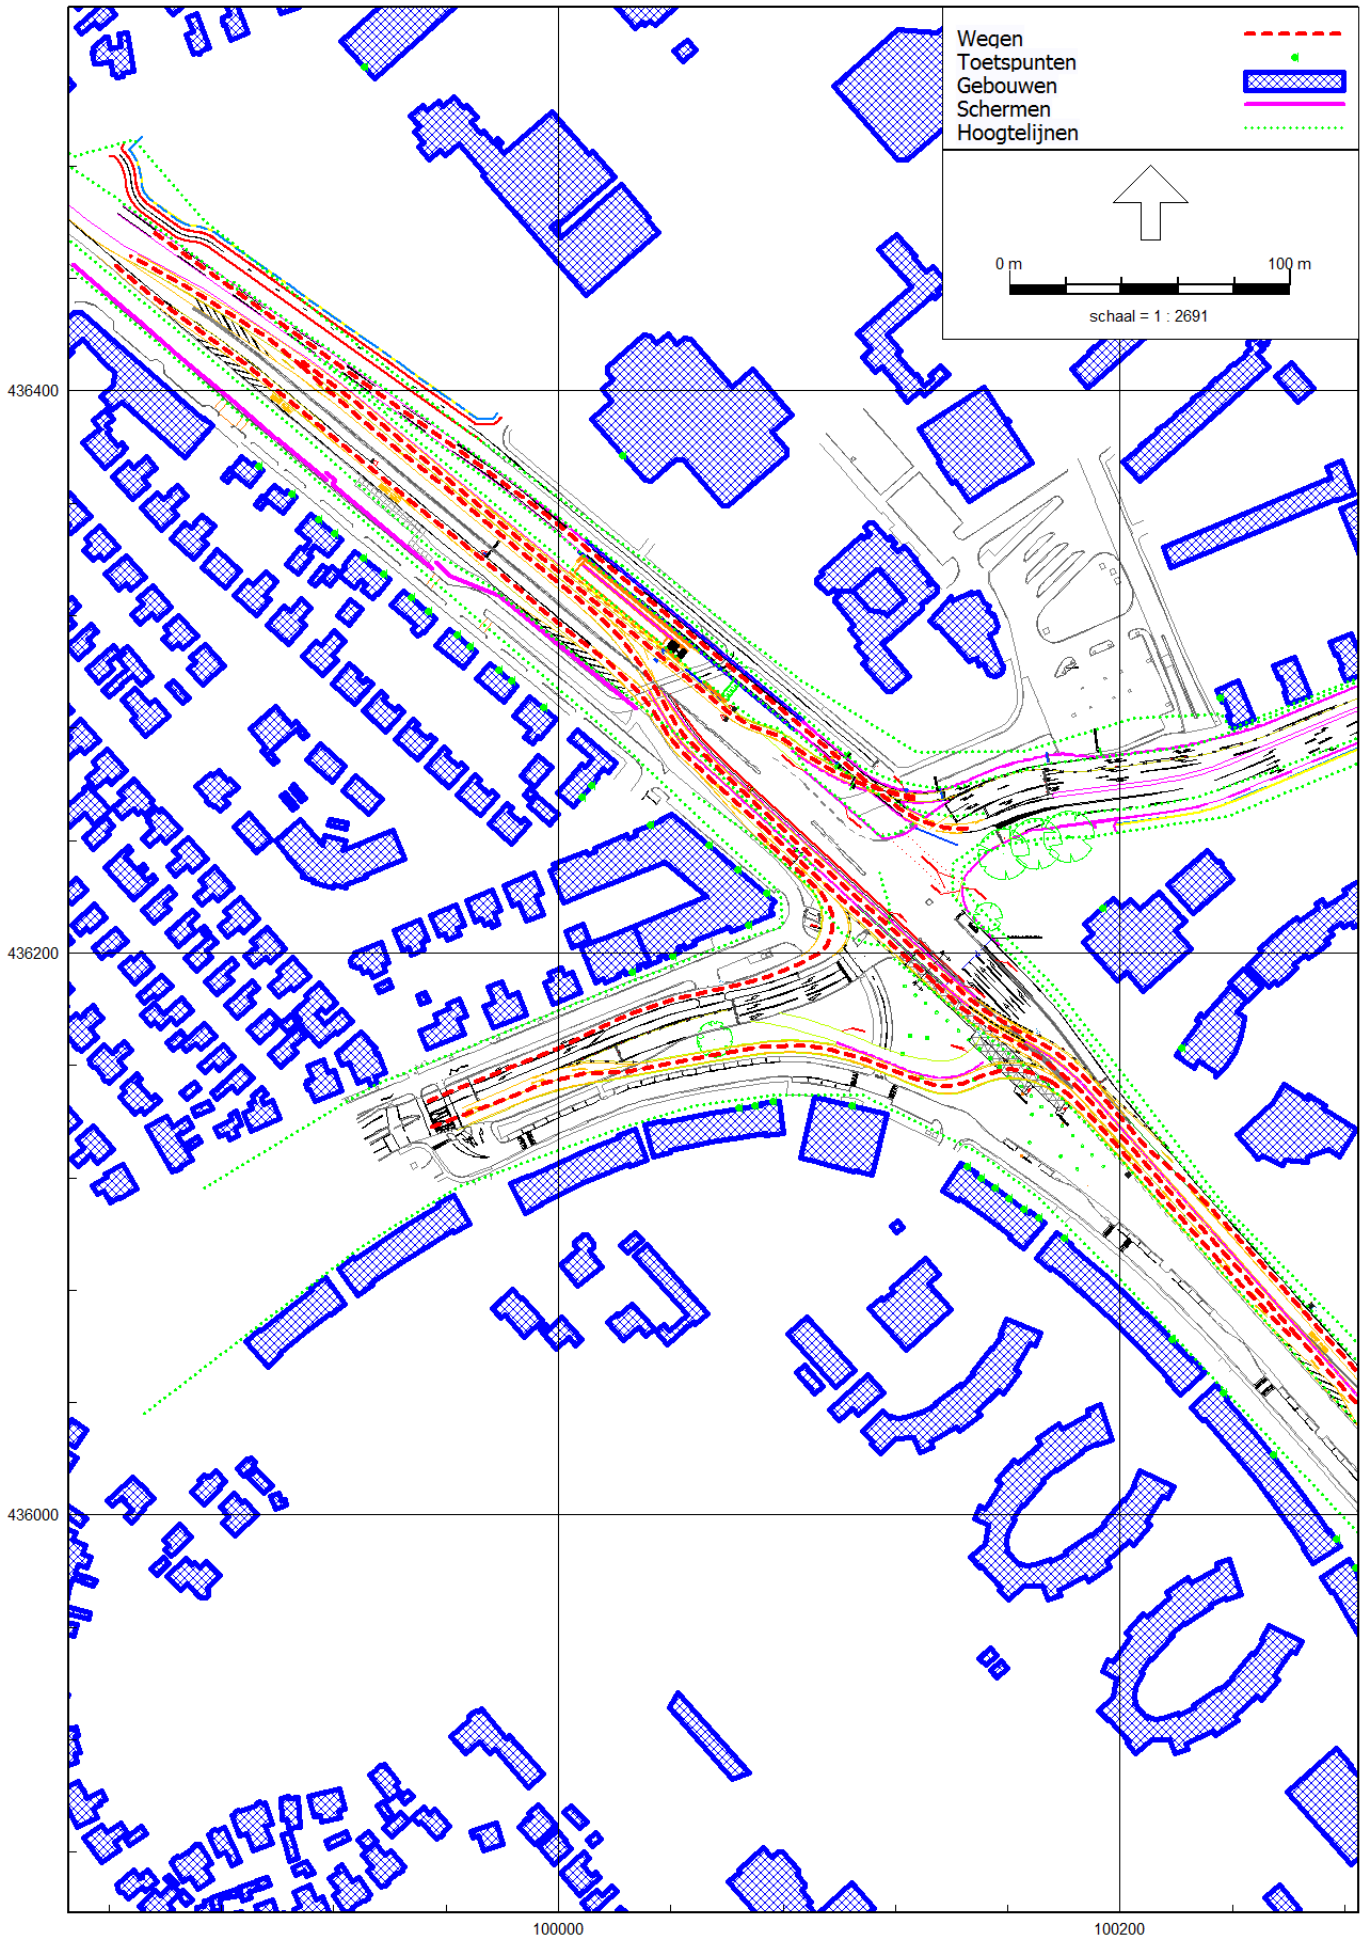 Wegen
Toetspunten
Gebouwen
Schermen
Hoogtelijnen
0 m 100 m
schaal = 1 : 2691
436400
436200
436000
100000 100200